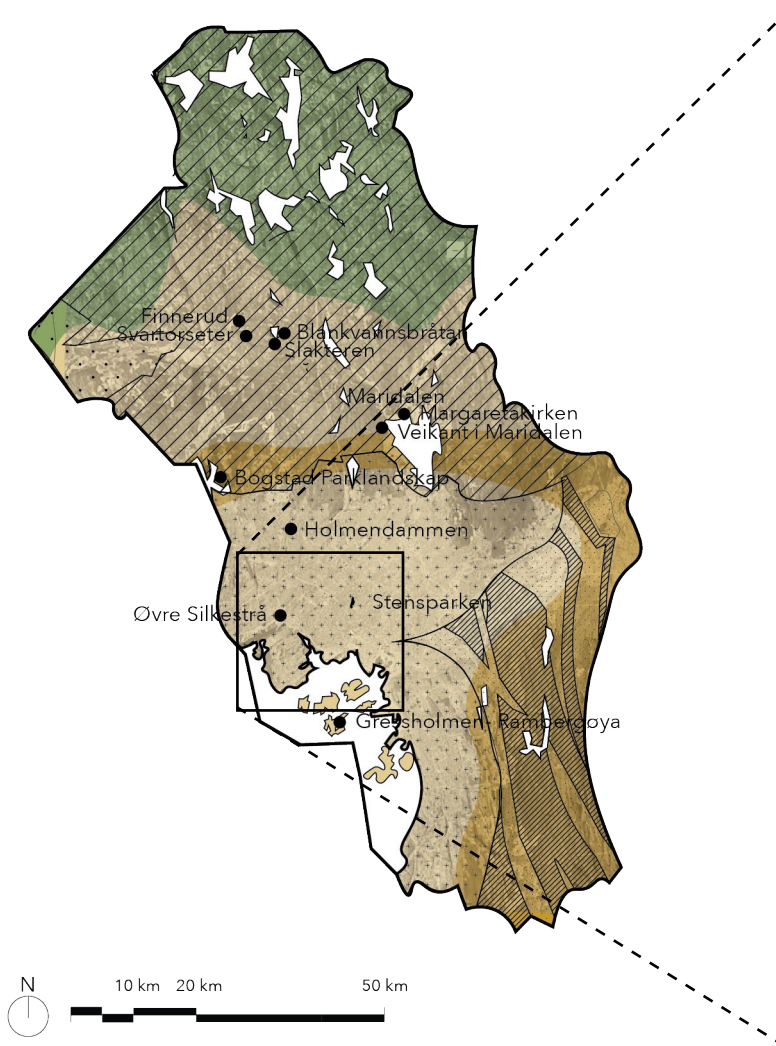 Finnerud
Svartorseter
Blankvannsbråtan
Slakteren
Maridalen
Margaretakirken
Veikant i Maridalen
Bogstad Parklandskap
Holmendammen
Stensparken
Øvre Silkestrå
Gressholmen- Rambergøya
N
10 km 20 km 50 km